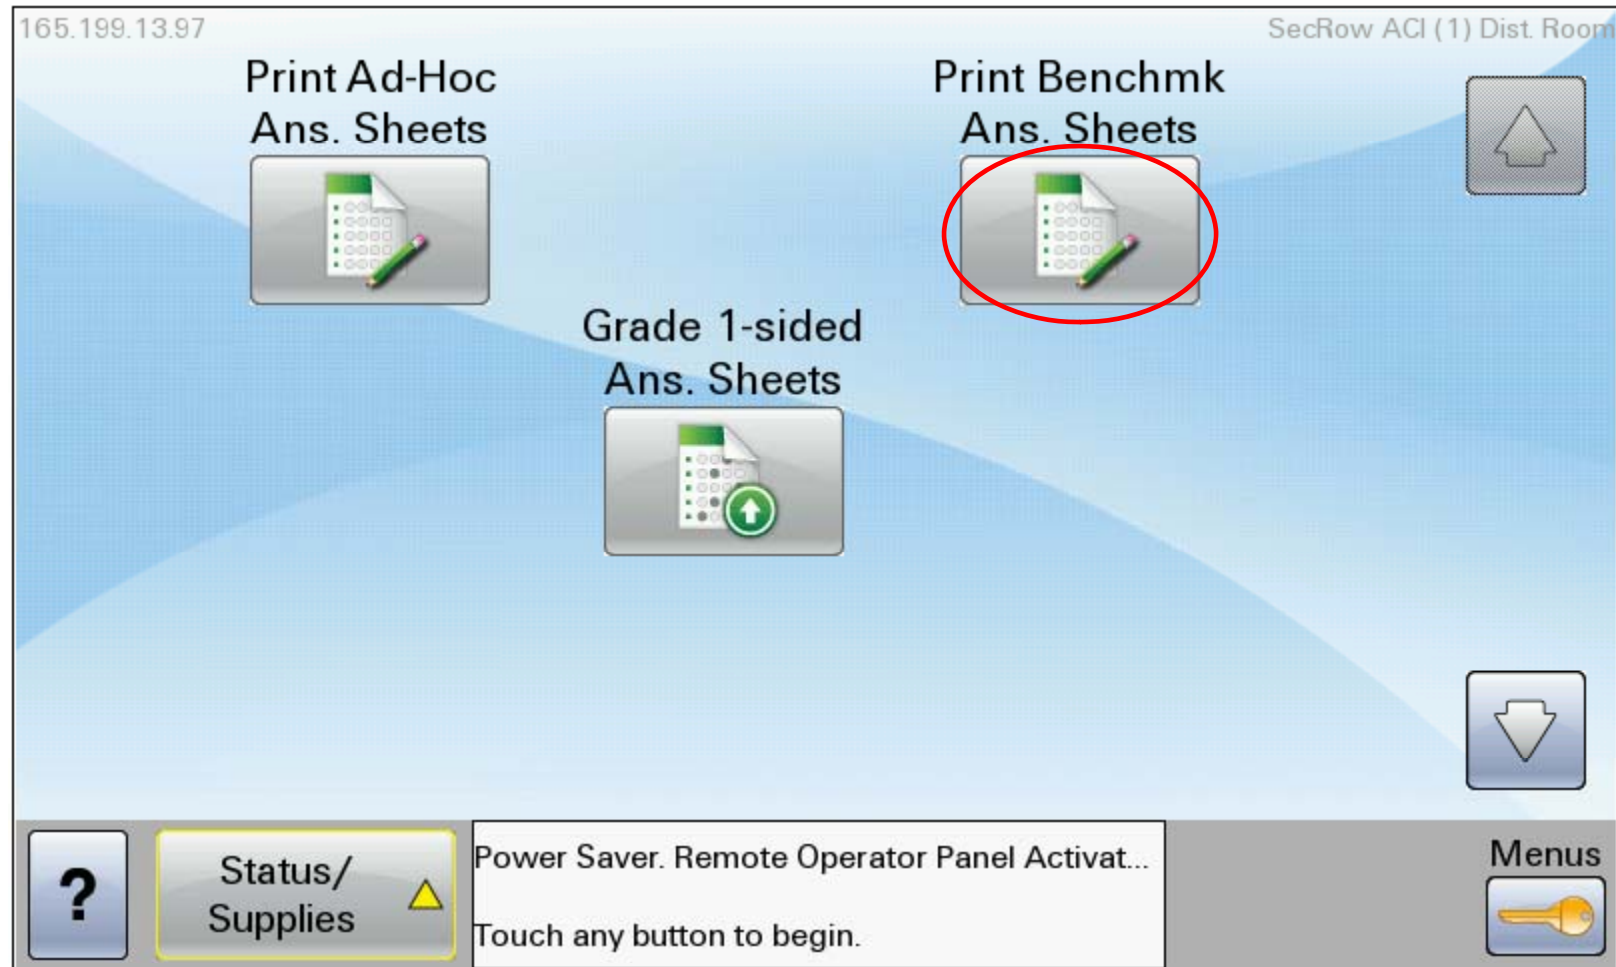 165.199.13.97
SecRow ACI (1) Dist. Room
Print Ad-Hoc
Ans. Sheets
Print Benchmk
Ans. Sheets
Grade 1-sided
Ans. Sheets
?
Status/
Supplies
Power Saver. Remote Operator Panel Activat...
Touch any button to begin.
Menus